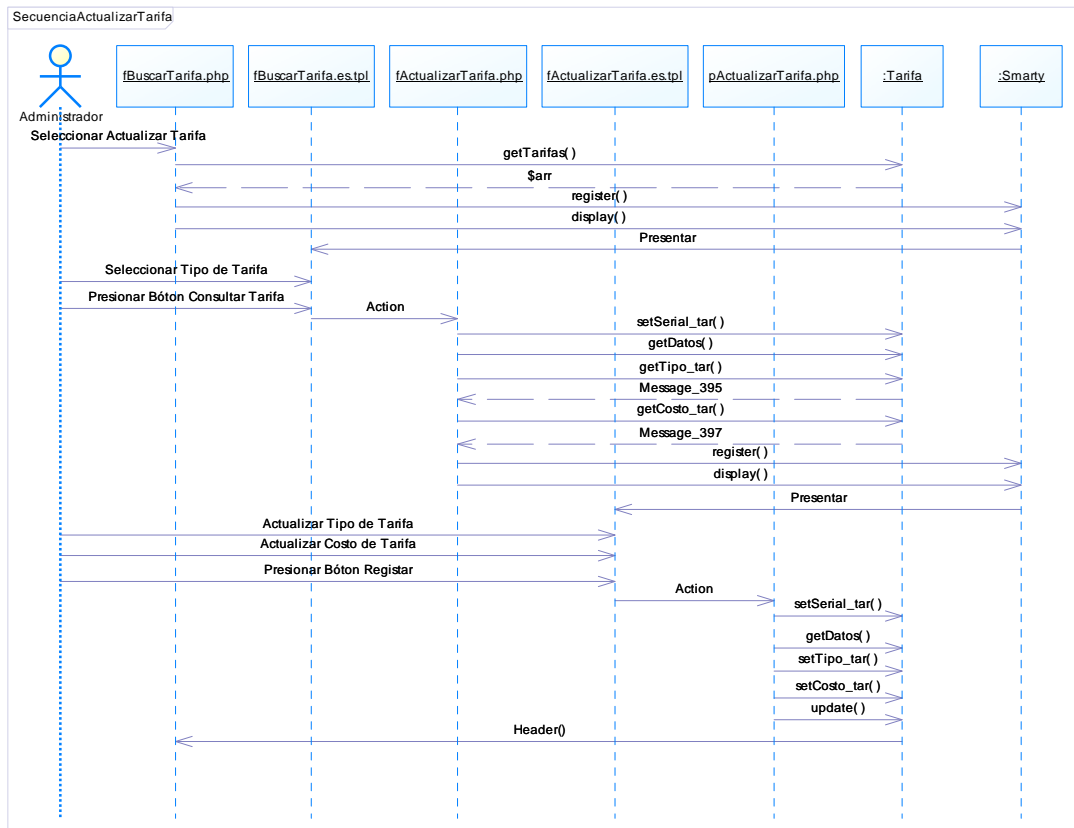 SecuenciaActualizarTarifa
fBuscarTarifa.php
fBuscarTarifa.es.tpl
fActualizarTarifa.php
fActualizarTarifa.es.tpl
pActualizarTarifa.php
:Tarifa
:Smarty
Administrador
Seleccionar Actualizar Tarifa
getTarifas( )
$arr
register( )
display( )
Presentar
Seleccionar Tipo de Tarifa
Presionar Bóton Consultar Tarifa
Action
setSerial_tar( )
getDatos( )
getTipo_tar( )
Message_395
getCosto_tar( )
Message_397
register( )
display( )
Presentar
Actualizar Tipo de Tarifa
Actualizar Costo de Tarifa
Presionar Bóton Registar
Action
setSerial_tar( )
getDatos( )
setTipo_tar( )
setCosto_tar( )
update( )
Header()